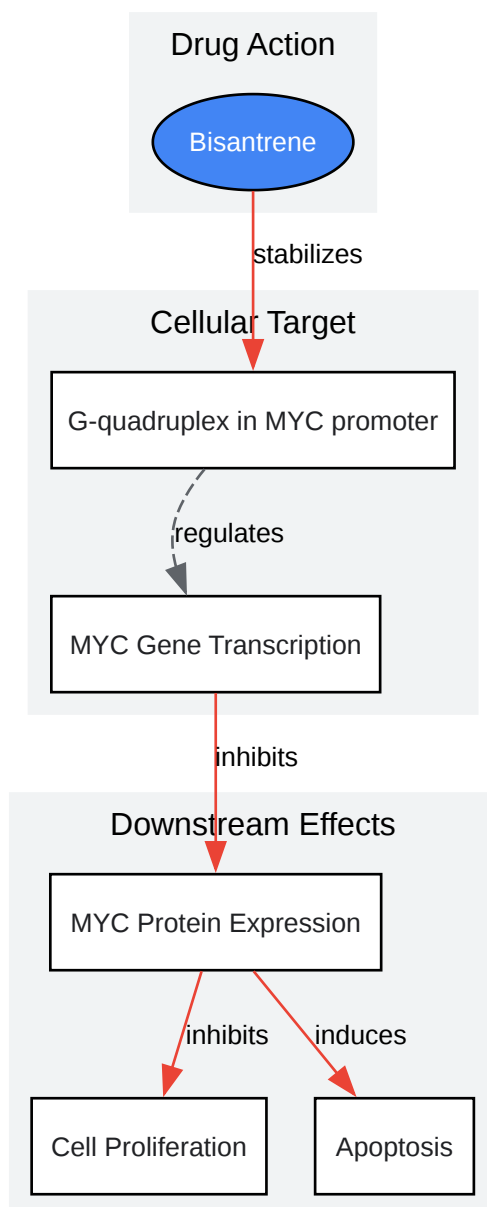 Drug Action
Bisantrene
stabilizes
Cellular Target
G-quadruplex in MYC promoter
regulates
MYC Gene Transcription
inhibits
Downstream Effects
MYC Protein Expression
inhibits
induces
Cell Proliferation
Apoptosis